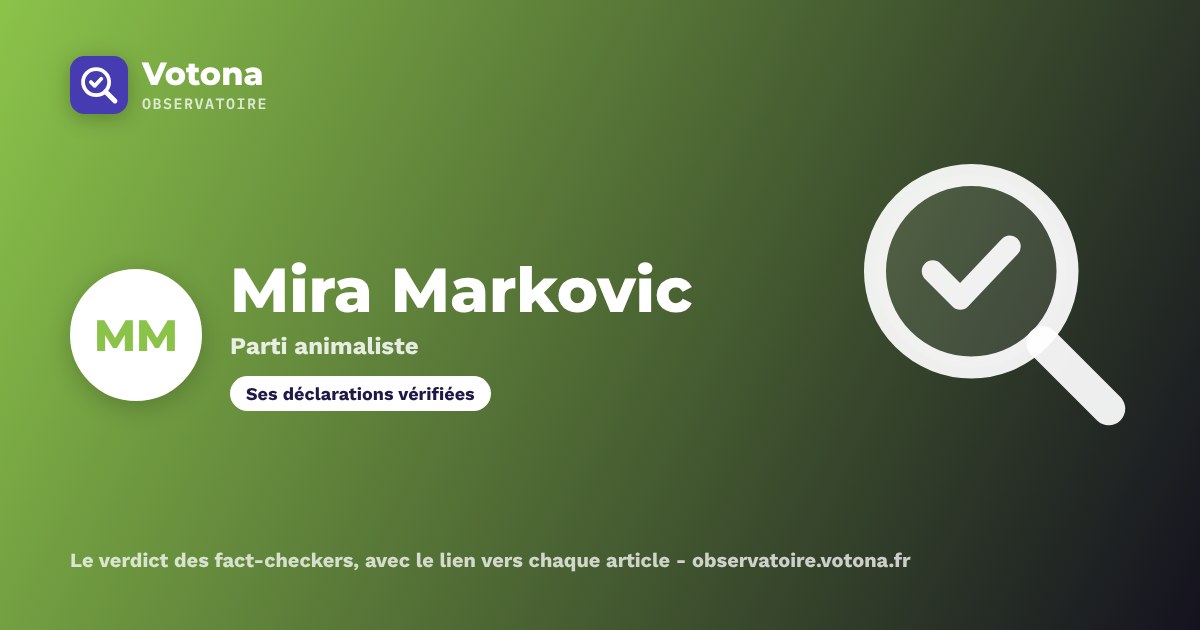 Votona
OBSERVATOIRE
MM
Mira Markovic
Parti animaliste
Ses déclarations vérifiées
Le verdict des fact-checkers, avec le lien vers chaque article - observatoire.votona.fr